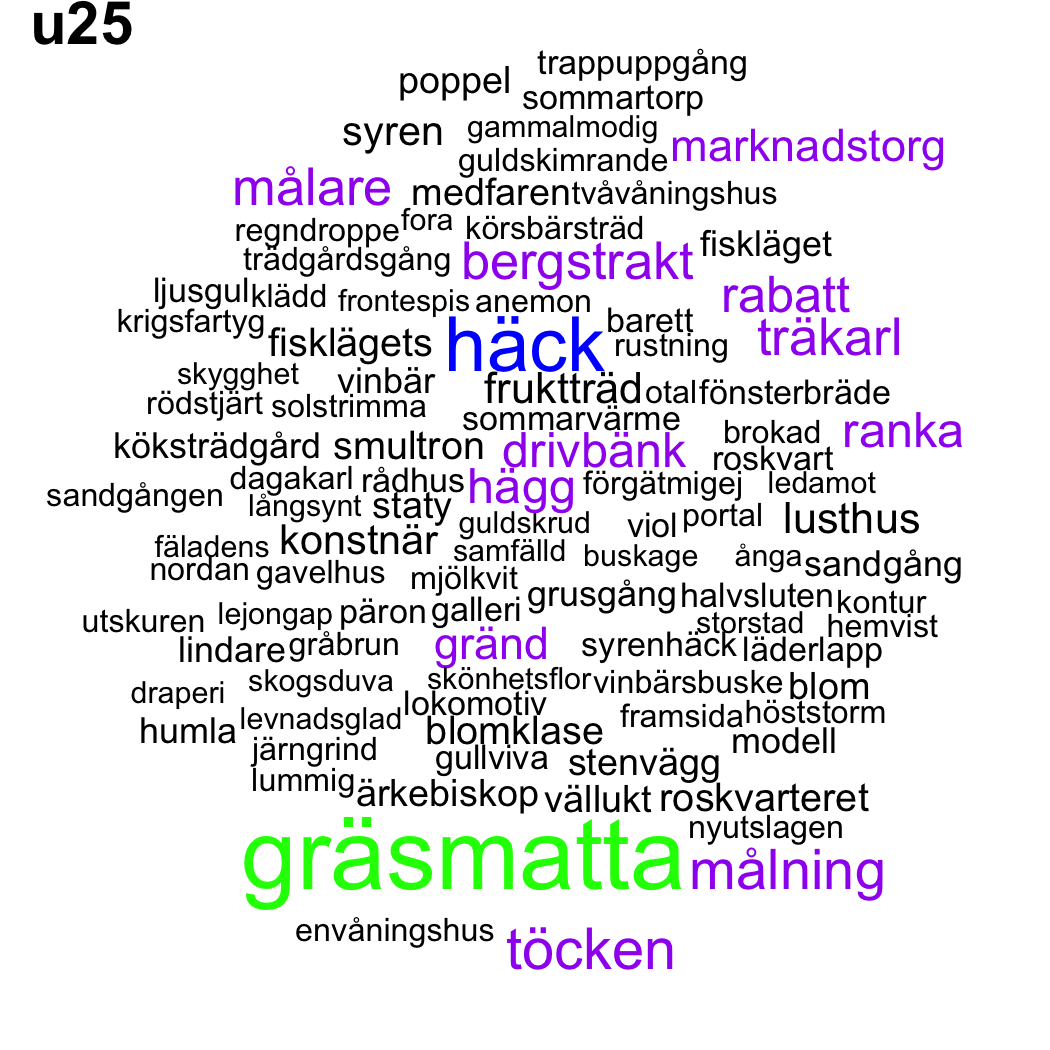 u25
trappuppgång
poppel
sommartorp
syren gammalmodig
guldskimrande marknadstorg
målare medfaren tvåvåningshus
regndroppe fora körsbärsträd
trädgårdsgång bergstrakt fiskläget
ljusgul klädd frontespis anemon rabatt
krigsfartyg fisklägets häck barett rustning träkarl
skygghet vinbär fruktträd otal fönsterbräde
rödstjärt solstrimma sommarvärme
köksträdgård smultron drivbänk brokad ranka
roskvart
sandgången dagakarl rådhus hägg förgätmigej ledamot
långsynt staty guldskrud viol portal lusthus
fäladens konstnär samfälld buskage ånga sandgång
nordan gavelhus mjölkvit
utskuren lejongap päron galleri grusgång halvsluten kontur
storstad hemvist
lindare gråbrun gränd syrenhäck läderlapp
draperi skogsduva skönhetsflor vinbärsbuske blom
humla levnadsglad lokomotiv framsida höststorm
järngrind blomklase modell
gullviva stenvägg
lummig ärkebiskop vällukt roskvarteret
nyutslagen
gräsmatta målning
envåningshus töcken